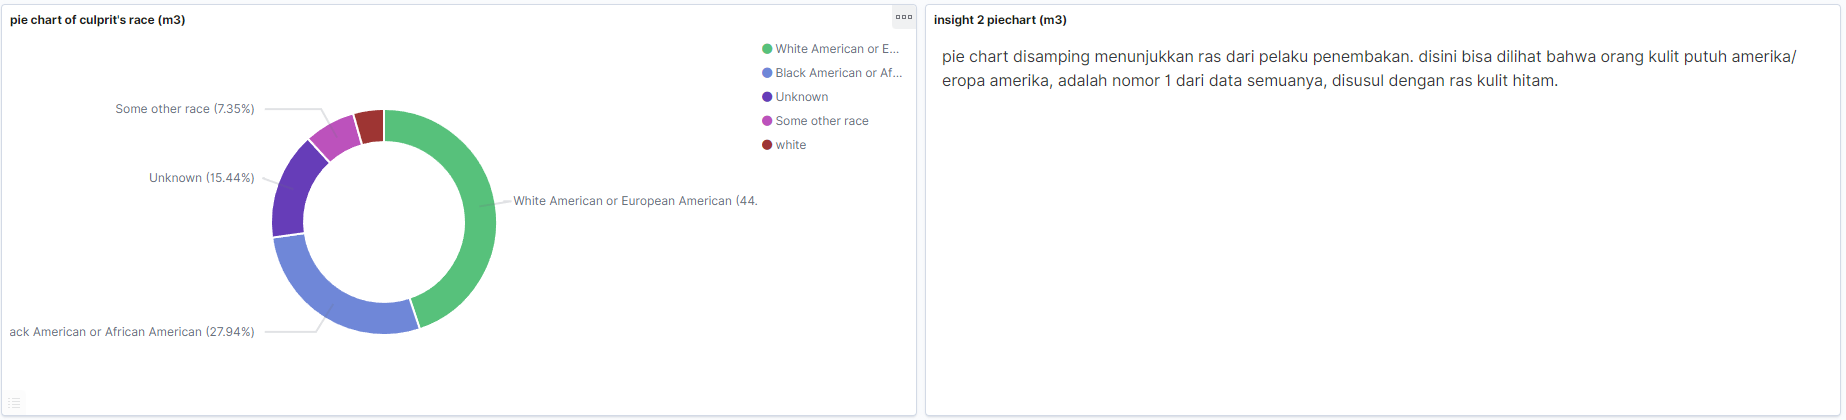 pie chart of culprit's race (m3)
White American or E...
Black American or Af...
Unknown
Some other race
white
Some other race (7.35%)
Unknown (15.44%)
White American or European American (44.
ack American or African American (27.94%)
insight 2 piechart (m3)
pie chart disamping menunjukkan ras dari pelaku penembakan. disini bisa dilihat bahwa orang kulit putuh amerika/
eropa amerika, adalah nomor 1 dari data semuanya, disusul dengan ras kulit hitam.